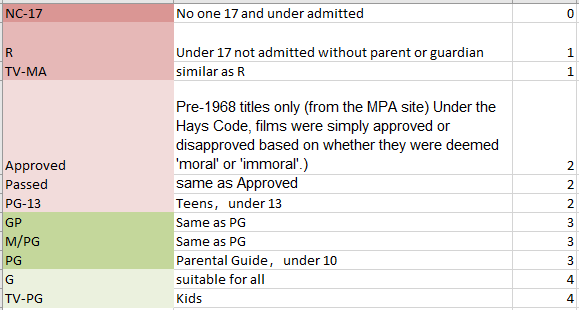 NC-17 No one 17 and under admitted 0
R Under 17 not admitted without parent or guardian 1
TV-MA similar as R 1
Pre-1968 titles only (from the MPA site) Under the
Hays Code, films were simply approved or
disapproved based on whether they were deemed
Approved 'moral' or 'immoral'.) 2
Passed same as Approved 2
PG-13 Teens，under 13 2
GP Same as PG 3
M/PG Same as PG 3
PG Parental Guide，under 10 3
G suitable for all 4
TV-PG Kids 4